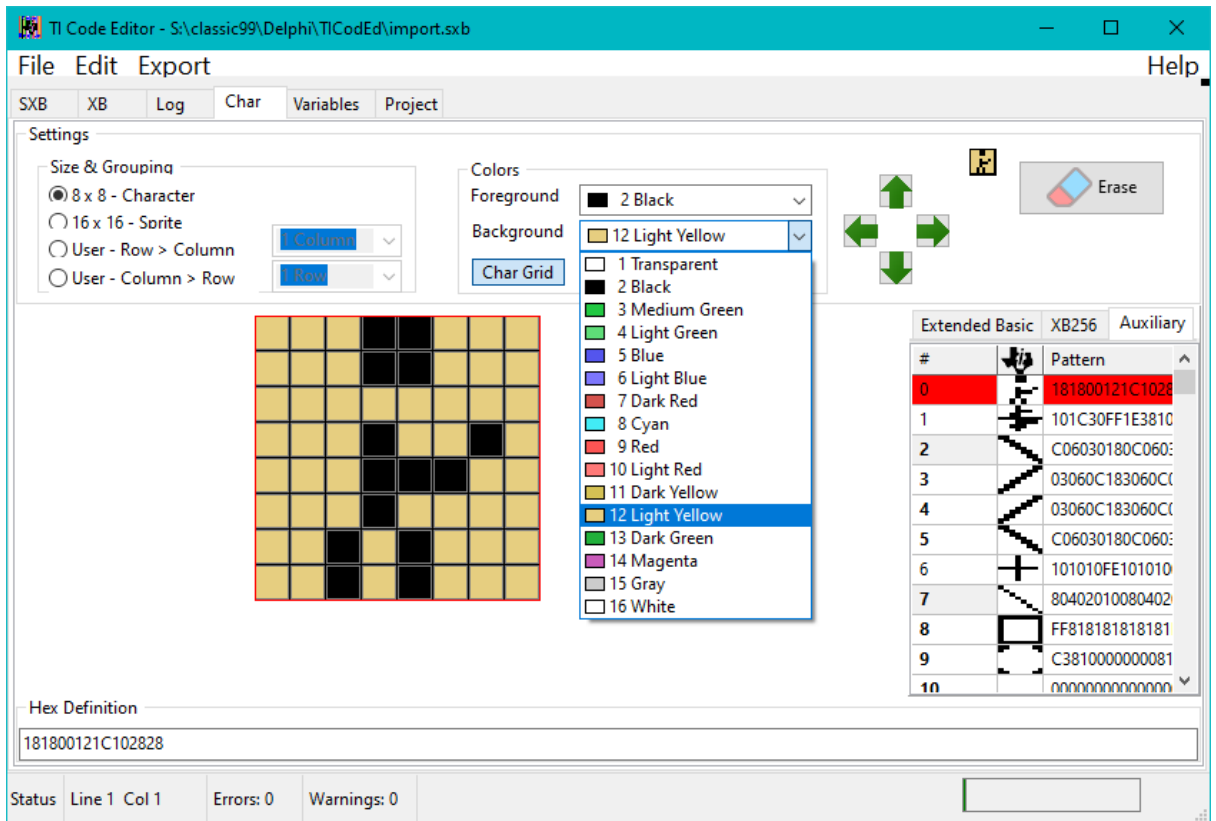 TI Code Editor - S:\classic99\Delphi\TICodEd\import.sxb
File Edit Export Help
SXB XB Log Char Variables Project
Settings
Size & Grouping
8 x 8 - Character
16 x 16 - Sprite
User - Row > Column
1 Column
User - Column > Row
1 Row
Colors
Foreground 2 Black
Background 12 Light Yellow
Char Grid
1 Transparent
2 Black
3 Medium Green
4 Light Green
5 Blue
6 Light Blue
7 Dark Red
8 Cyan
9 Red
10 Light Red
11 Dark Yellow
12 Light Yellow
13 Dark Green
14 Magenta
15 Gray
16 White
Erase
Extended Basic XB256 Auxiliary
# Pattern
0 181800121C1028
1 101C30FF1E3810
2 C06030180C060
3 03060C183060C
4 03060C183060C
5 C06030180C060
6 101010FE101010
7 80402010080402
8 FF818181818181
9 C3810000000081
10 00000000000000
Hex Definition
181800121C102828
Status Line 1 Col 1 Errors: 0 Warnings: 0